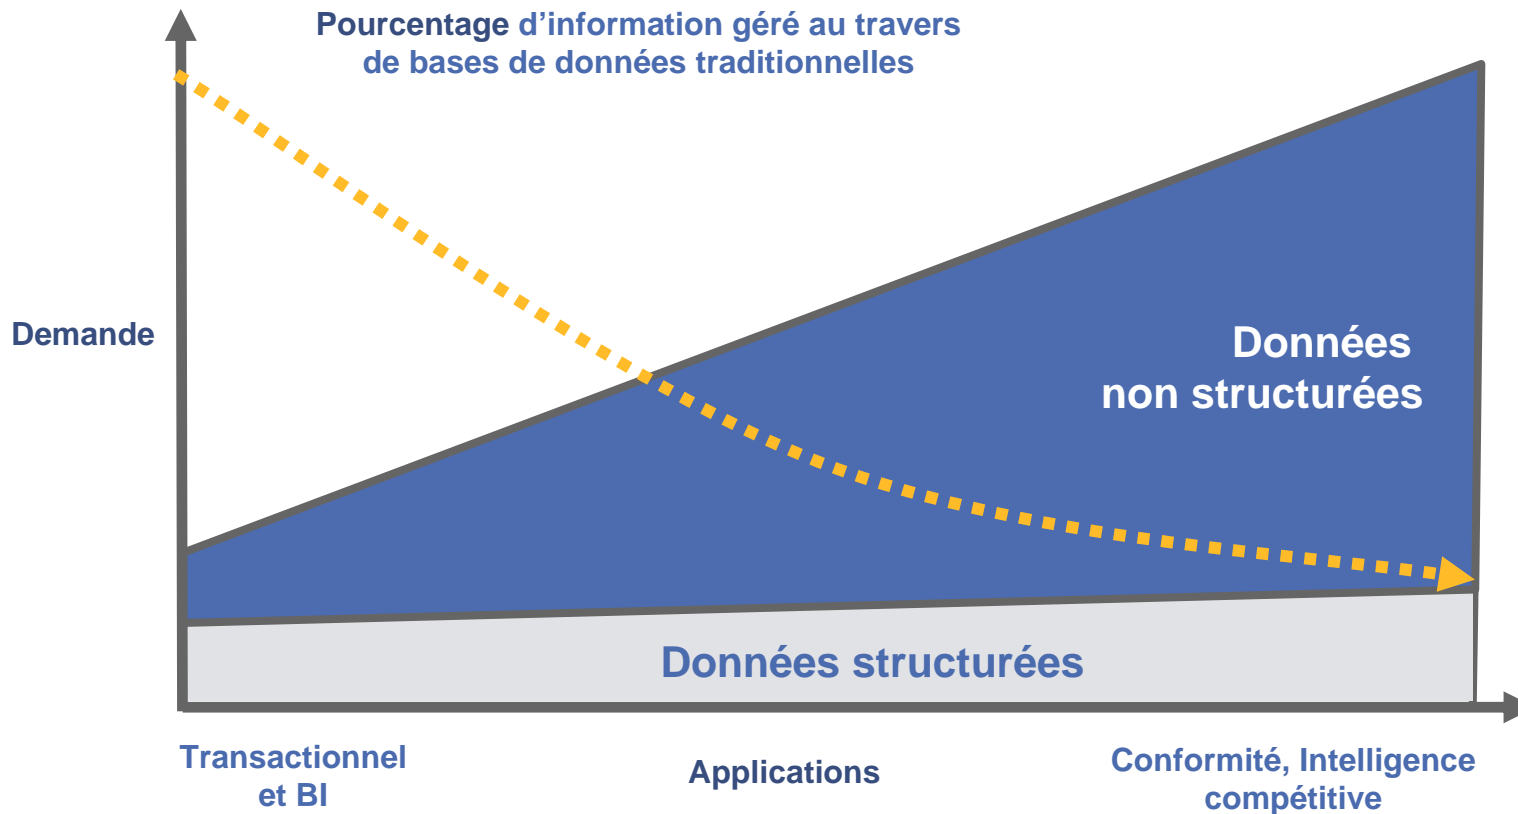 Pourcentage d'information géré au travers
de bases de données traditionnelles
Demande
Données
non structurées
Données structurées
Transactionnel
et BI
Applications
Conformité, Intelligence
compétitive